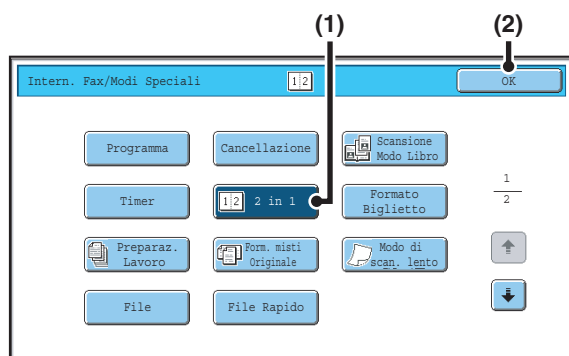 (1) (2)
Intern. Fax/Modi Speciali 1 2 OK
Programma Cancellazione Scansione
Modo Libro
Timer 1 2 2 in 1 Formato
Biglietto
1
2
Preparaz.
Lavoro
Form. misti
Originale
Modo di
scan. lento
File File Rapido